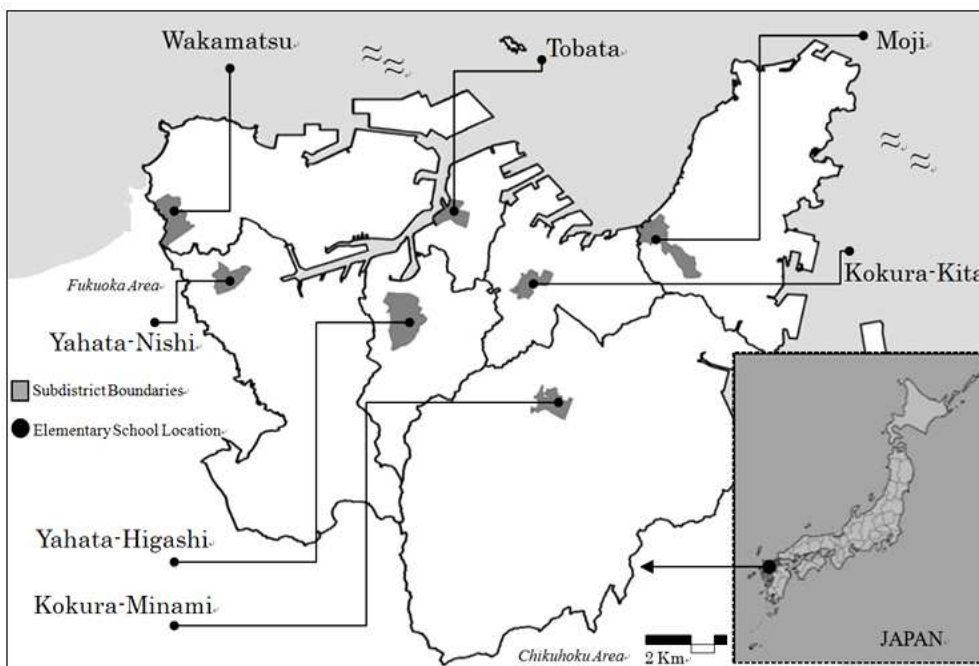 Wakamatsu
Tobata
Moji
Fukuoka Area
Kokura-Kita
Yahata-Nishi
Subdistrict Boundaries
Elementary School Location
Yahata-Higashi
Kokura-Minami
Chikuhoku Area
2 Km
JAPAN